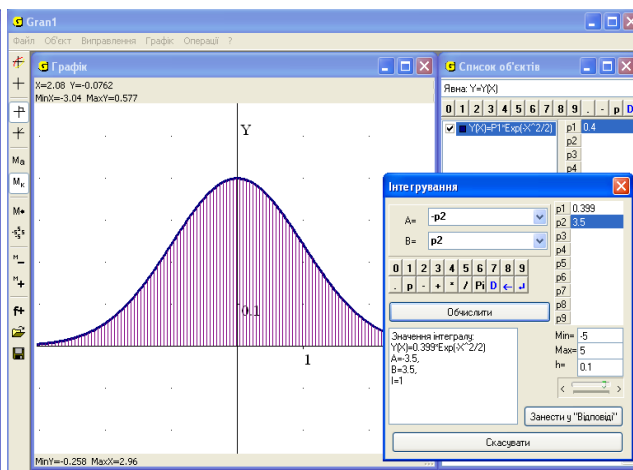 Gran1
Файл Об'єкт Виправлення Графік Операції ?
Графік
X=2.08 Y=-0.0762
MinX=-3.04 MaxY=0.577
Y
0.1
1
MinY=-0.258 MaxX=2.96
Ma
Mк
M
M
M
f+
Список об'єктів
Явна: Y=Y(X)
0 1 2 3 4 5 6 7 8 9 . - p D
Y(X)=P1*Exp(-X^2/2)
p1 0.4
p2
p3
p4
Інтегрування
A= -p2
B= p2
0 1 2 3 4 5 6 7 8 9
. p - + * / Pi D ← ↲
Обчислити
Значення інтегралу:
Y(X)=0.399*Exp(-X^2/2)
A=-3.5,
B=3.5,
I=1
p1 0.399
p2 3.5
p3
p4
p5
p6
p7
p8
p9
Min= -5
Max= 5
h= 0.1
Занести у "Відповіді"
Скасувати